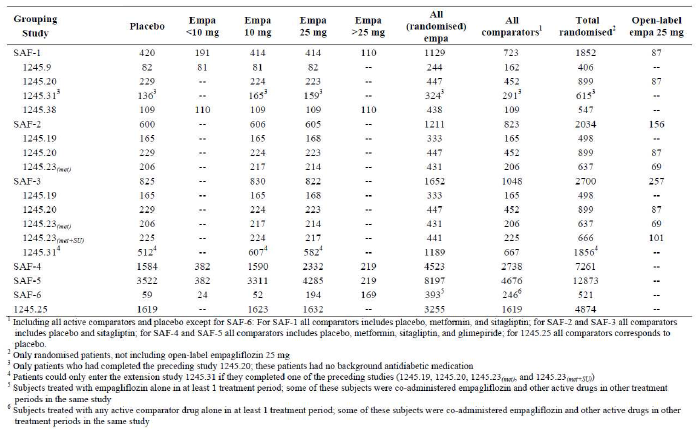 Grouping Study Placebo Empa <10 mg Empa 10 mg Empa 25 mg Empa >25 mg All (randomised) empa All comparators¹ Total randomised² Open-label empa 25 mg
SAF-1 420 191 414 414 110 1129 723 1852 87
1245.9 82 81 81 82 -- 244 162 406 --
1245.20 229 -- 224 223 -- 447 452 899 87
1245.31³ 136³ -- 165³ 159³ -- 324³ 291³ 615³ --
1245.38 109 110 109 109 110 438 109 547 --
SAF-2 600 -- 606 605 -- 1211 823 2034 156
1245.19 165 -- 165 168 -- 333 165 498 --
1245.20 229 -- 224 223 -- 447 452 899 87
1245.23(met) 206 -- 217 214 -- 431 206 637 69
SAF-3 825 -- 830 822 -- 1652 1048 2700 257
1245.19 165 -- 165 168 -- 333 165 498 --
1245.20 229 -- 224 223 -- 447 452 899 87
1245.23(met) 206 -- 217 214 -- 431 206 637 69
1245.23(met+SU) 225 -- 224 217 -- 441 225 666 101
1245.31⁴ 512⁴ -- 607⁴ 582⁴ -- 1189 667 1856⁴ --
SAF-4 1584 382 1590 2332 219 4523 2738 7261 --
SAF-5 3522 382 3311 4285 219 8197 4676 12873 --
SAF-6 59 24 52 194 169 393⁵ 246⁶ 521 --
1245.25 1619 -- 1623 1632 -- 3255 1619 4874 --
¹ Including all active comparators and placebo except for SAF-6: For SAF-1 all comparators includes placebo, metformin, and sitagliptin; for SAF-2 and SAF-3 all comparators
includes placebo and sitagliptin; for SAF-4 and SAF-5 all comparators includes placebo, metformin, sitagliptin, and glimepiride; for 1245.25 all comparators corresponds to
placebo.
² Only randomised patients, not including open-label empagliflozin 25 mg
³ Only patients who had completed the preceding study 1245.20; these patients had no background antidiabetic medication
⁴ Patients could only enter the extension study 1245.31 if they completed one of the preceding studies (1245.19, 1245.20, 1245.23(met), and 1245.23(met+SU))
⁵ Subjects treated with empagliflozin alone in at least 1 treatment period; some of these subjects were co-administered empagliflozin and other active drugs in other treatment
periods in the same study
⁶ Subjects treated with any active comparator drug alone in at least 1 treatment period; some of these subjects were co-administered empagliflozin and other active drugs in other
treatment periods in the same study